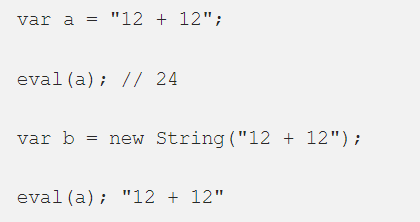 var a = "12 + 12";
eval(a); // 24
var b = new String("12 + 12");
eval(a); "12 + 12"